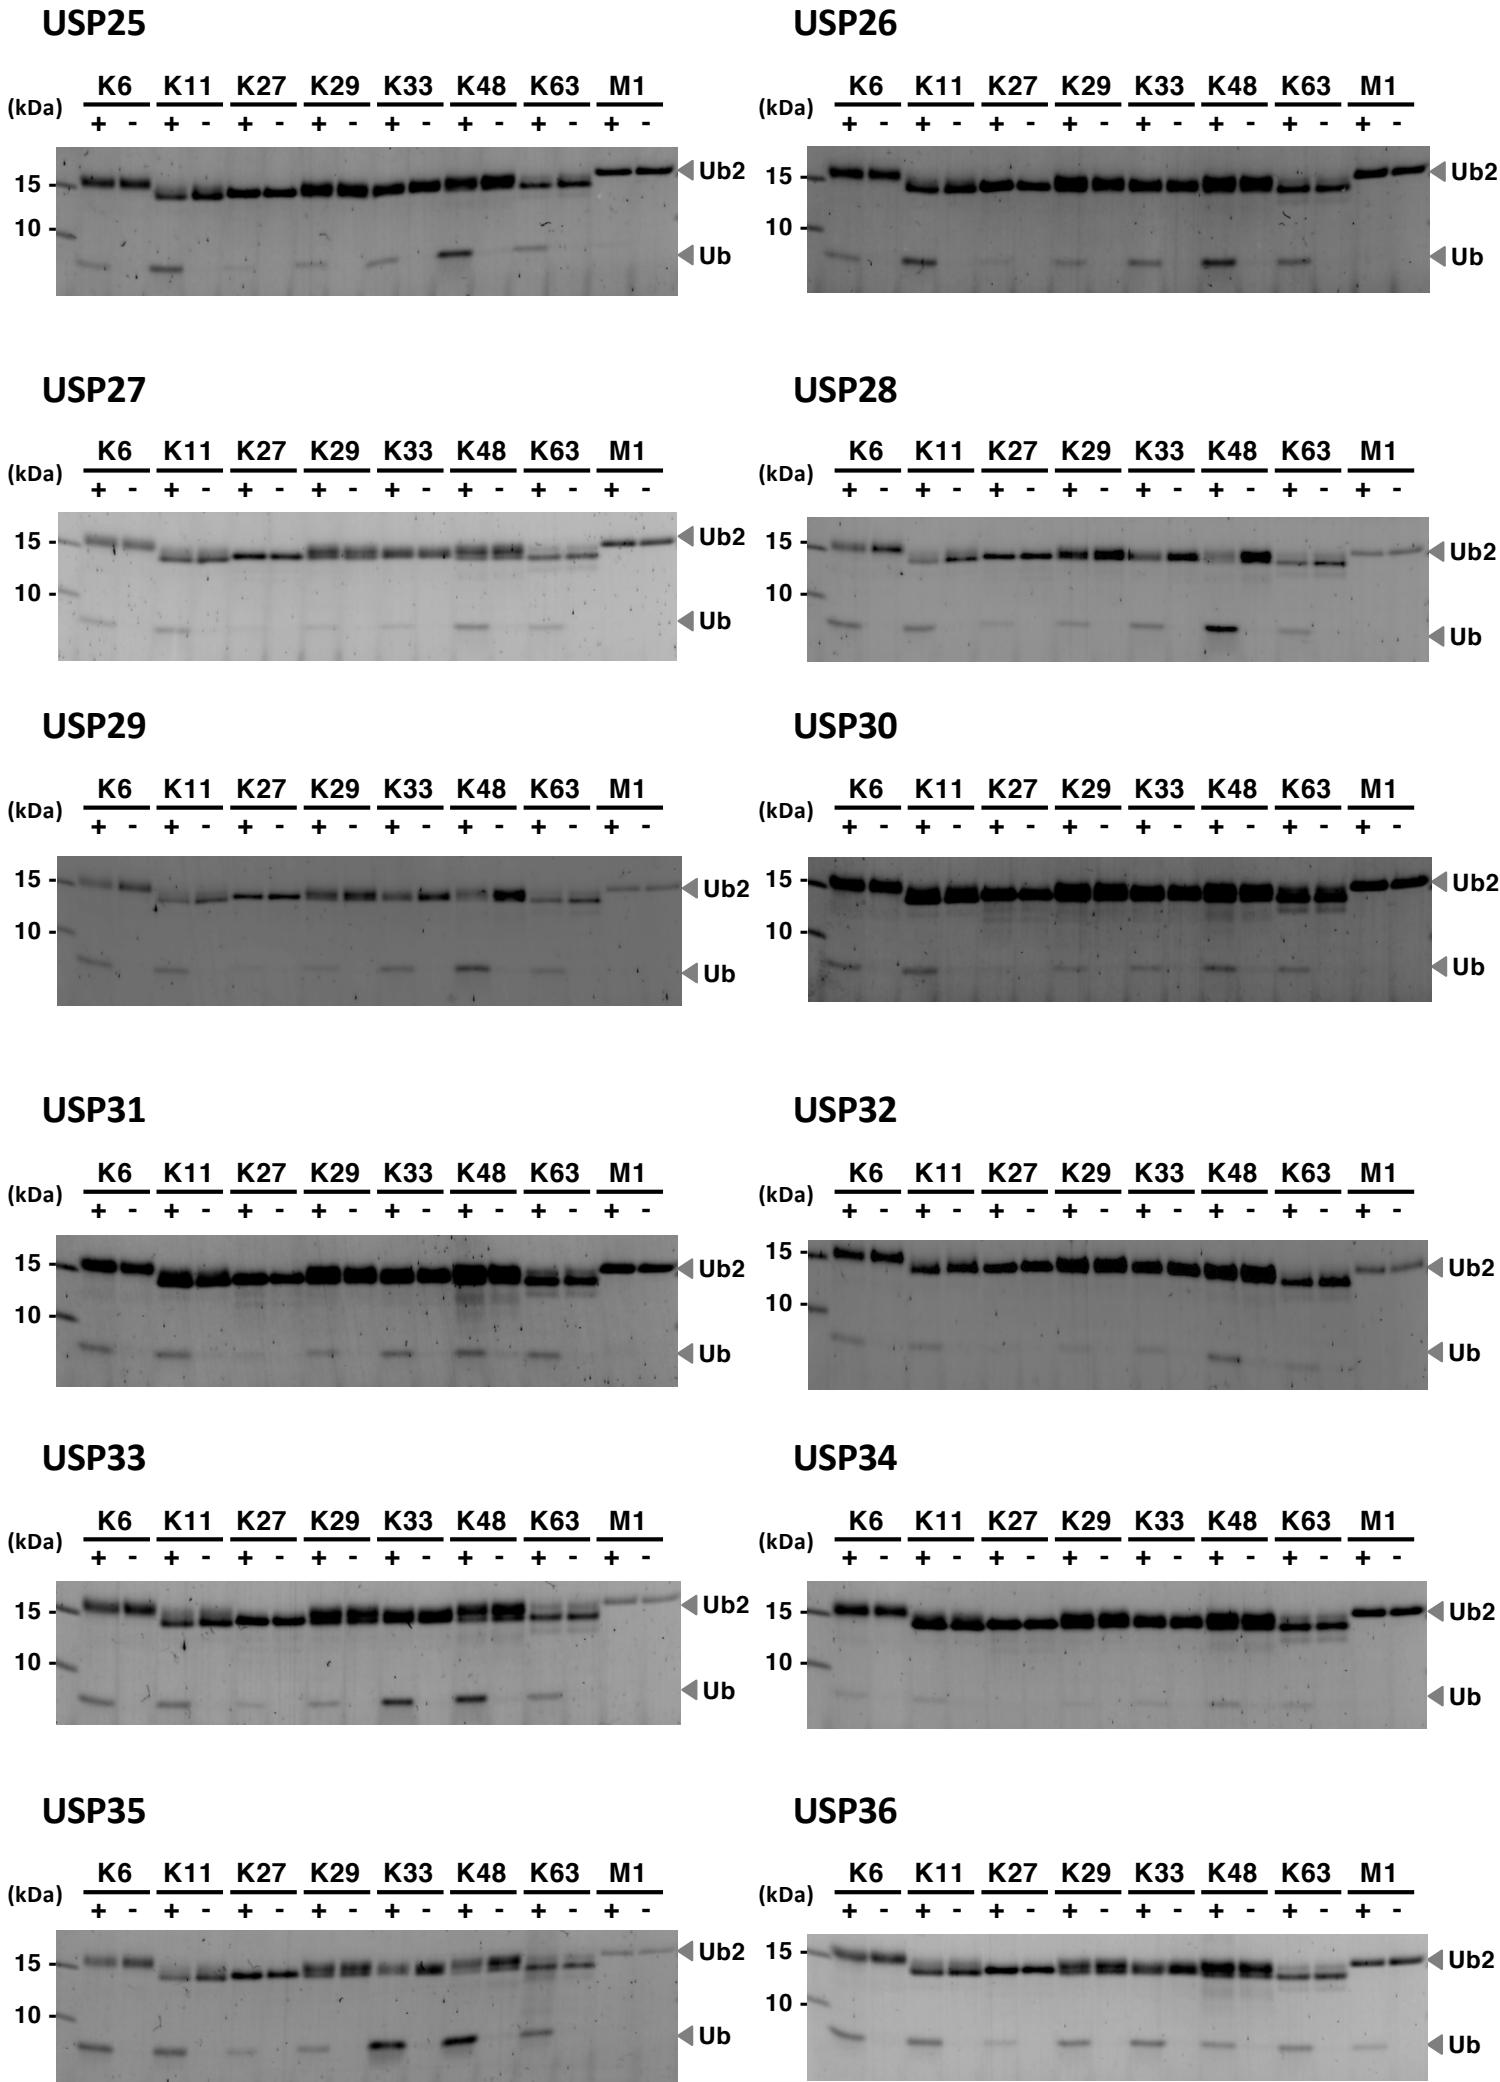 USP25
K6 K11 K27 K29 K33 K48 K63 M1
(kDa)
+ - + - + - + - + - + - + - + -
15 -
Ub2
10 -
Ub
USP26
K6 K11 K27 K29 K33 K48 K63 M1
(kDa)
+ - + - + - + - + - + - + - + -
15 -
Ub2
10 -
Ub
USP27
K6 K11 K27 K29 K33 K48 K63 M1
(kDa)
+ - + - + - + - + - + - + - + -
15 -
Ub2
10 -
Ub
USP28
K6 K11 K27 K29 K33 K48 K63 M1
(kDa)
+ - + - + - + - + - + - + - + -
15 -
Ub2
10 -
Ub
USP29
K6 K11 K27 K29 K33 K48 K63 M1
(kDa)
+ - + - + - + - + - + - + - + -
15 -
Ub2
10 -
Ub
USP30
K6 K11 K27 K29 K33 K48 K63 M1
(kDa)
+ - + - + - + - + - + - + - + -
15 -
Ub2
10 -
Ub
USP31
K6 K11 K27 K29 K33 K48 K63 M1
(kDa)
+ - + - + - + - + - + - + - + -
15 -
Ub2
10 -
Ub
USP32
K6 K11 K27 K29 K33 K48 K63 M1
(kDa)
+ - + - + - + - + - + - + - + -
15 -
Ub2
10 -
Ub
USP33
K6 K11 K27 K29 K33 K48 K63 M1
(kDa)
+ - + - + - + - + - + - + - + -
15 -
Ub2
10 -
Ub
USP34
K6 K11 K27 K29 K33 K48 K63 M1
(kDa)
+ - + - + - + - + - + - + - + -
15 -
Ub2
10 -
Ub
USP35
K6 K11 K27 K29 K33 K48 K63 M1
(kDa)
+ - + - + - + - + - + - + - + -
15 -
Ub2
10 -
Ub
USP36
K6 K11 K27 K29 K33 K48 K63 M1
(kDa)
+ - + - + - + - + - + - + - + -
15 -
Ub2
10 -
Ub